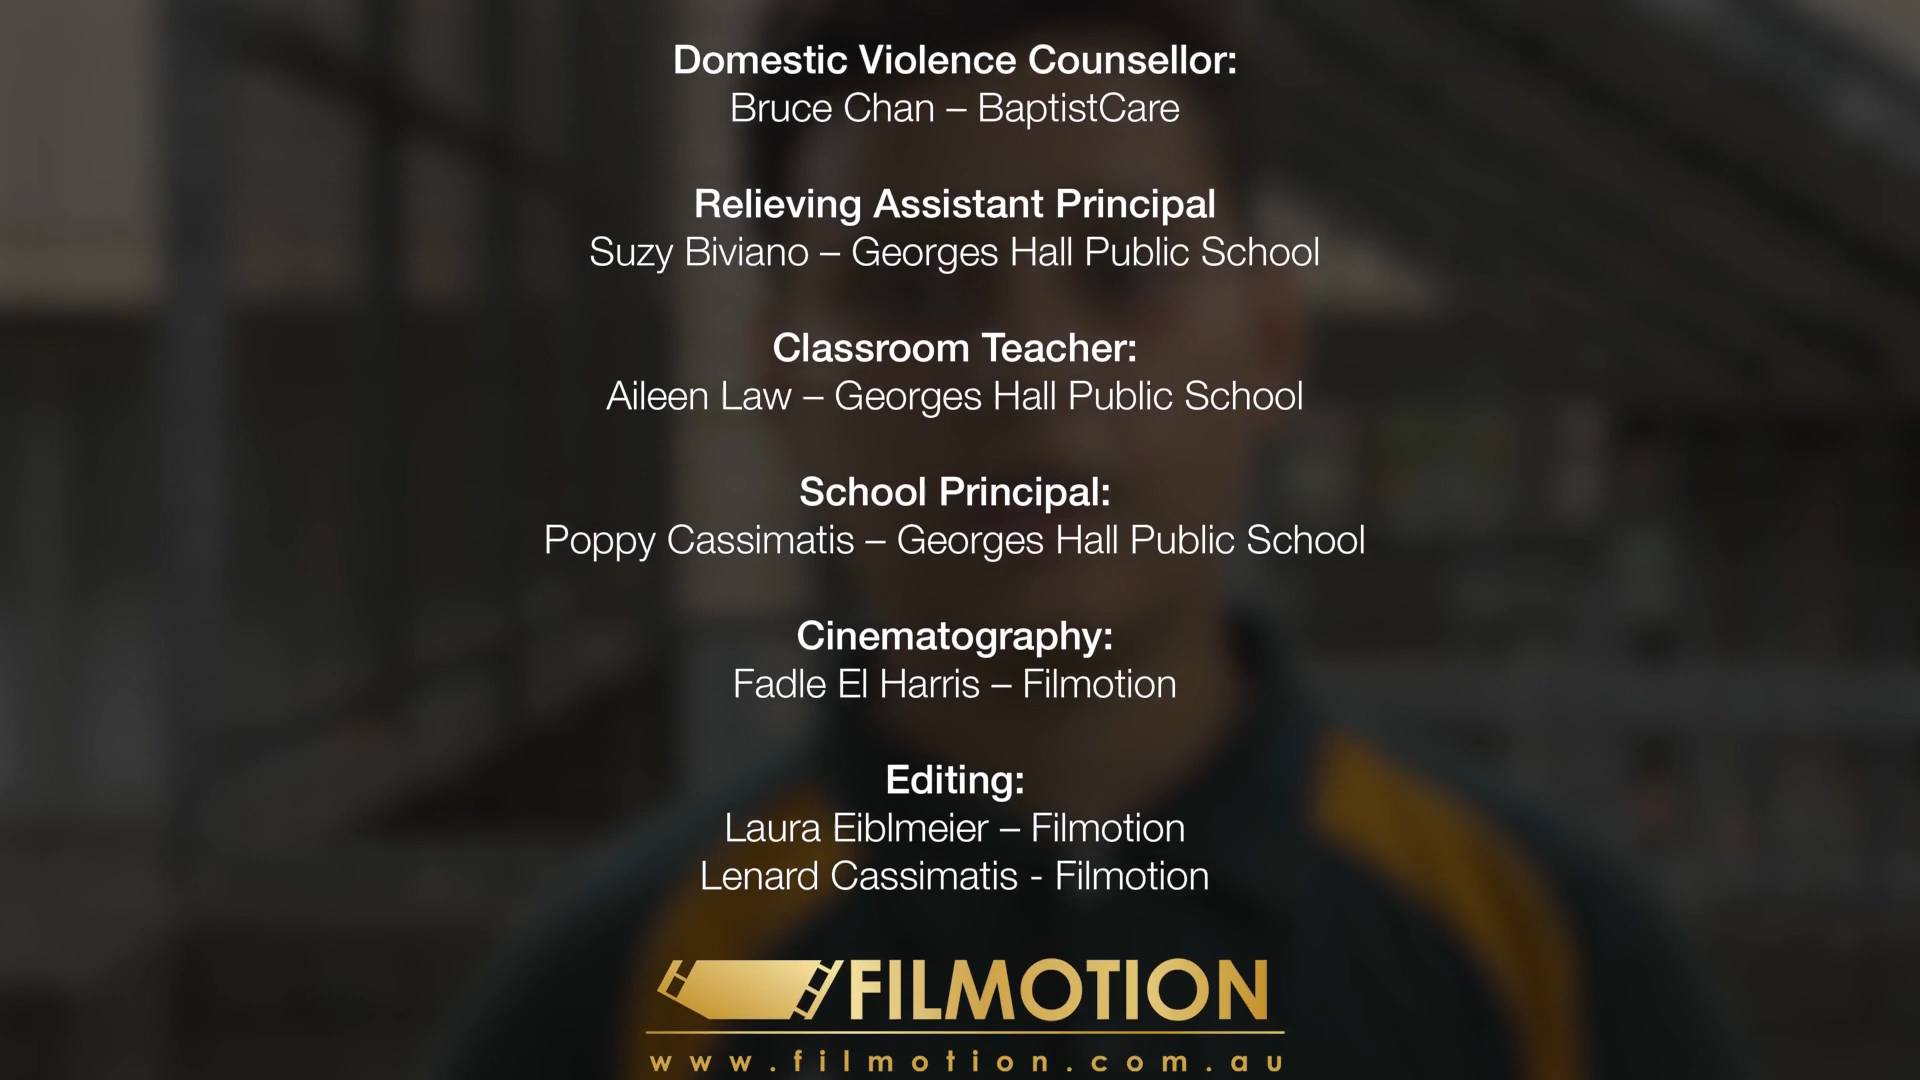 Domestic Violence Counsellor:
Bruce Chan – BaptistCare
Relieving Assistant Principal
Suzy Biviano – Georges Hall Public School
Classroom Teacher:
Aileen Law – Georges Hall Public School
School Principal:
Poppy Cassimatis – Georges Hall Public School
Cinematography:
Fadle El Harris – Filmotion
Editing:
Laura Eiblmeier – Filmotion
Lenard Cassimatis - Filmotion
FILMOTION
www.filmotion.com.au